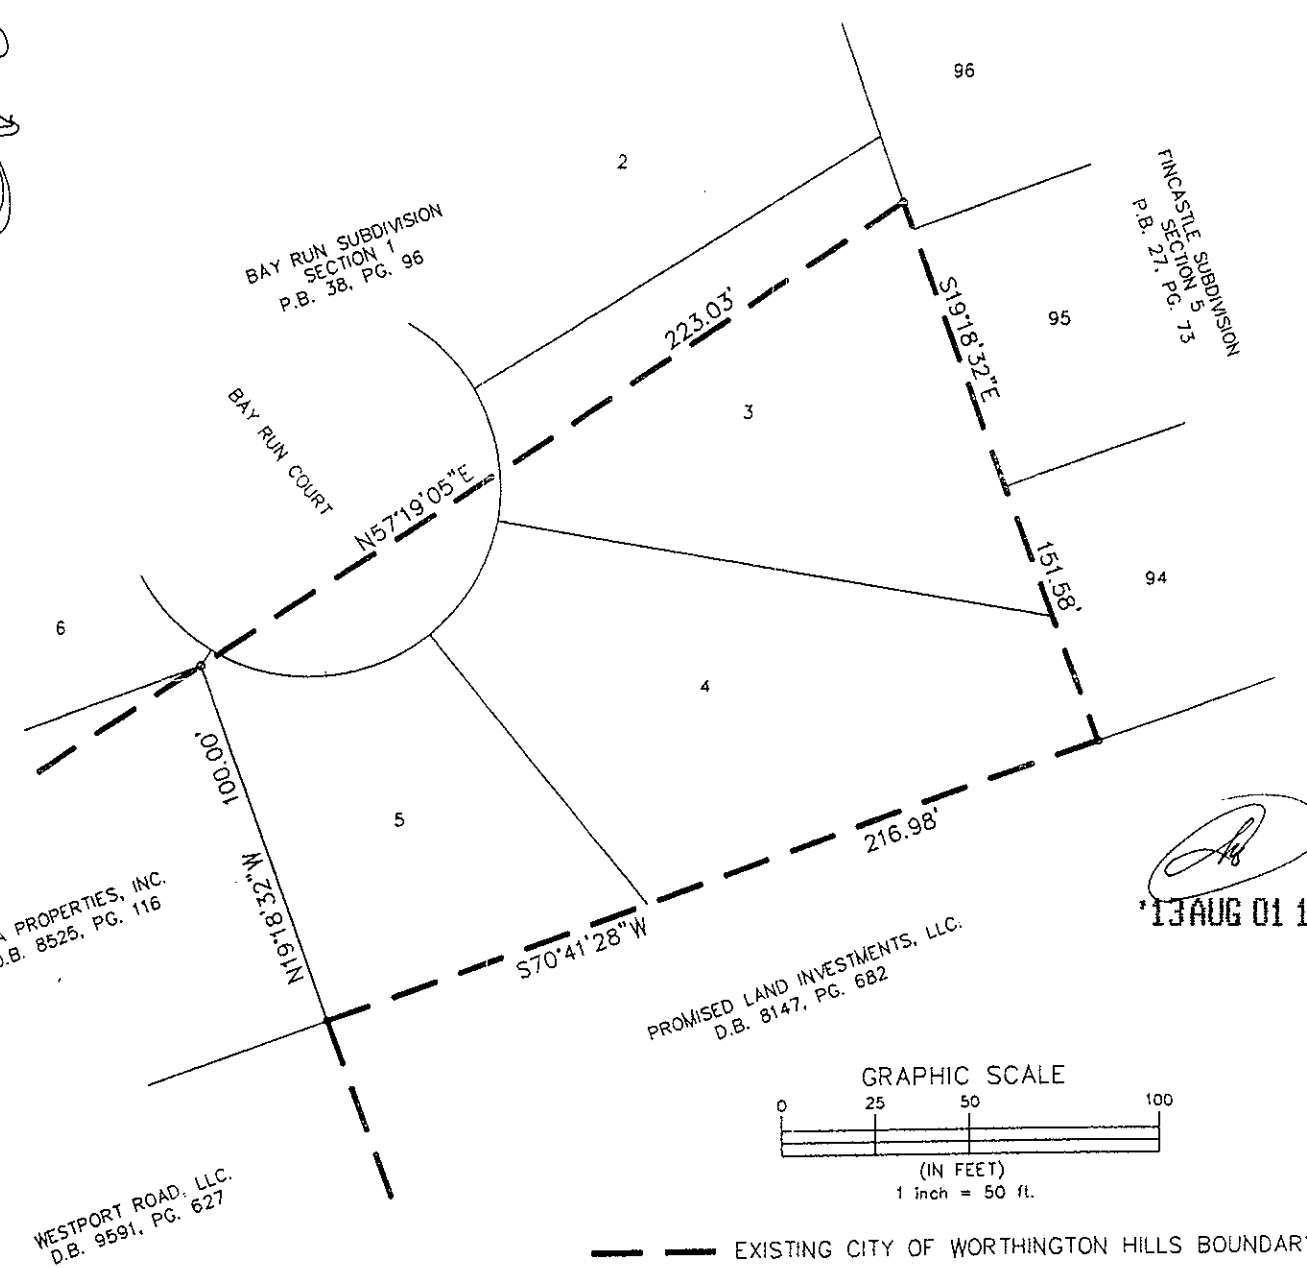 96
2
FINCASTLE SUBDIVISION
SECTION 5
P.B. 27, PG. 73
BAY RUN SUBDIVISION
SECTION 1
P.B. 38, PG. 96
223.03'
S19°18'32"E
95
3
BAY RUN COURT
N57°19'05"E
151.58'
94
6
4
100.00'
5
216.98'
N19°18'32"W
PROPERTIES, INC.
8525, PG. 116
S70°41'28"W
'13 AUG 01 1
PROMISED LAND INVESTMENTS, LLC.
D.B. 8147, PG. 682
GRAPHIC SCALE
0 25 50 100
(IN FEET)
1 inch = 50 ft.
WESTPORT ROAD, LLC.
D.B. 9591, PG. 627
EXISTING CITY OF WORTHINGTON HILLS BOUNDARY